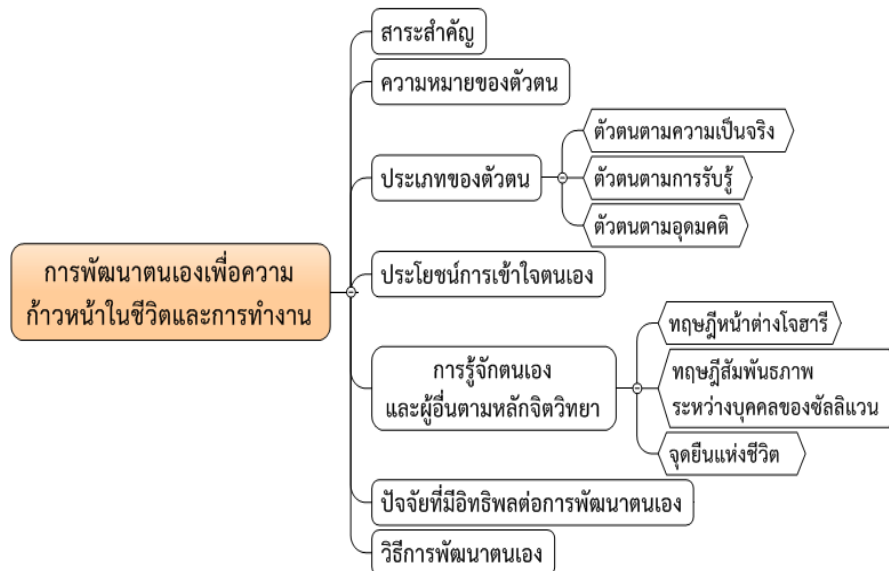 สาระสำคัญ
ความหมายของตัวตน
ประเภทของตัวตน
ตัวตนตามความเป็นจริง
ตัวตนตามการรับรู้
ตัวตนตามอุดมคติ
การพัฒนาตนเองเพื่อความ
ก้าวหน้าในชีวิตและการทำงาน
ประโยชน์การเข้าใจตนเอง
การรู้จักตนเอง
และผู้อื่นตามหลักจิตวิทยา
ทฤษฎีหน้าต่างโจฮารี
ทฤษฎีสัมพันธภาพ
ระหว่างบุคคลของซัลลิแวน
จุดยืนแห่งชีวิต
ปัจจัยที่มีอิทธิพลต่อการพัฒนาตนเอง
วิธีการพัฒนาตนเอง